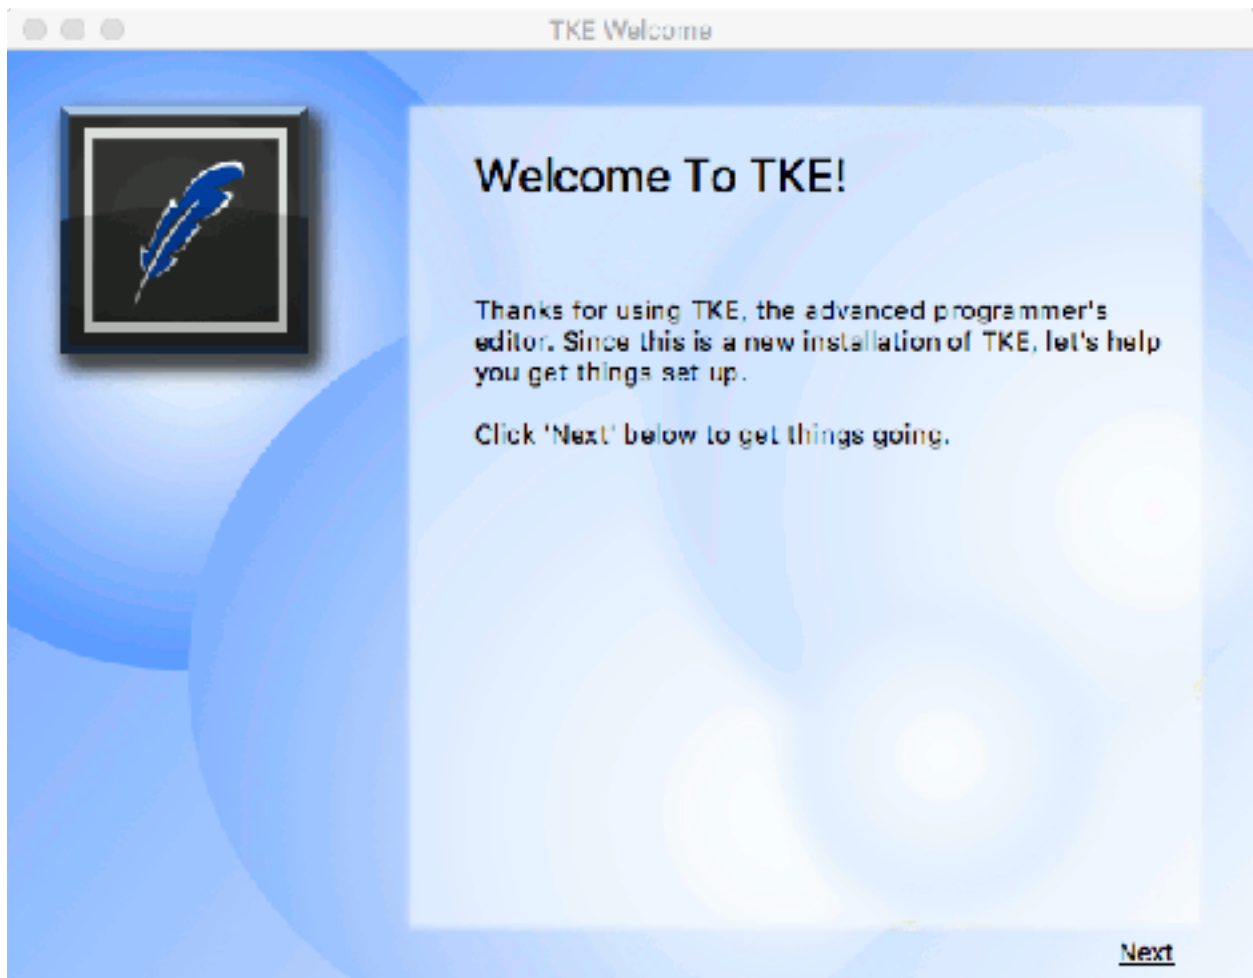 TKE Welcome
Welcome To TKE!
Thanks for using TKE, the advanced programmer's
editor. Since this is a new installation of TKE, let's help
you get things set up.
Click 'Next' below to get things going.
Next